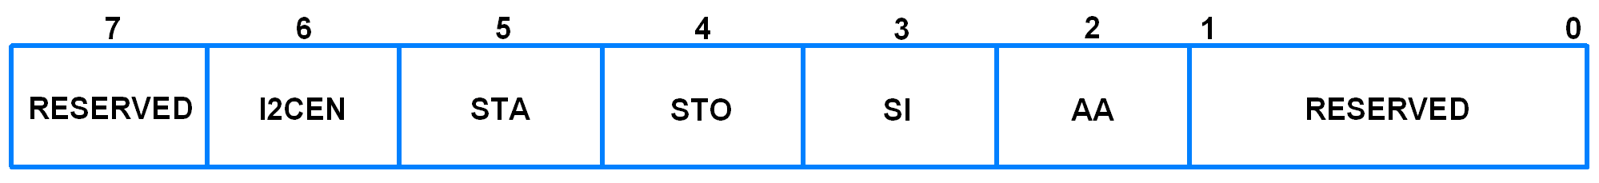 7 6 5 4 3 2 1 0
RESERVED I2CEN STA STO SI AA RESERVED